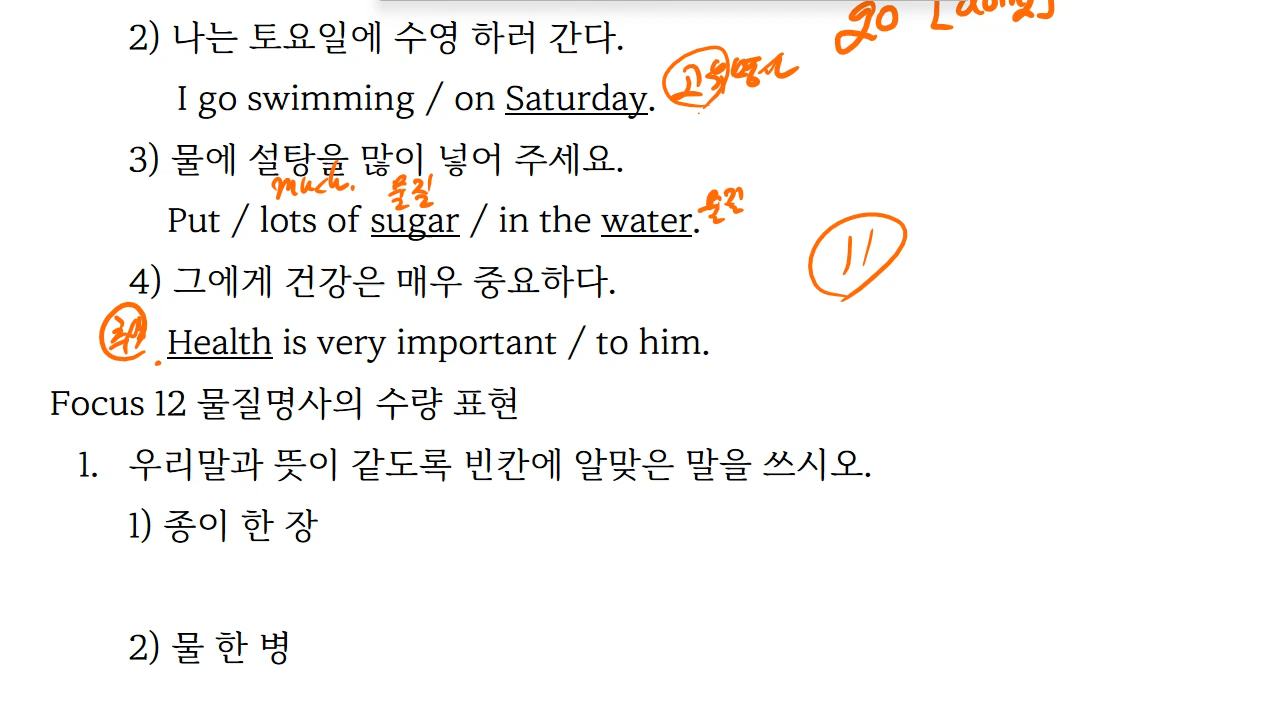 go [doing]
2) 나는 토요일에 수영 하러 간다.
고유명사
I go swimming / on Saturday.
3) 물에 설탕을 많이 넣어 주세요.
much. 물질
Put / lots of sugar / in the water. 물질
11
4) 그에게 건강은 매우 중요하다.
Health is very important / to him.
Focus 12 물질명사의 수량 표현
1. 우리말과 뜻이 같도록 빈칸에 알맞은 말을 쓰시오.
1) 종이 한 장
2) 물 한 병